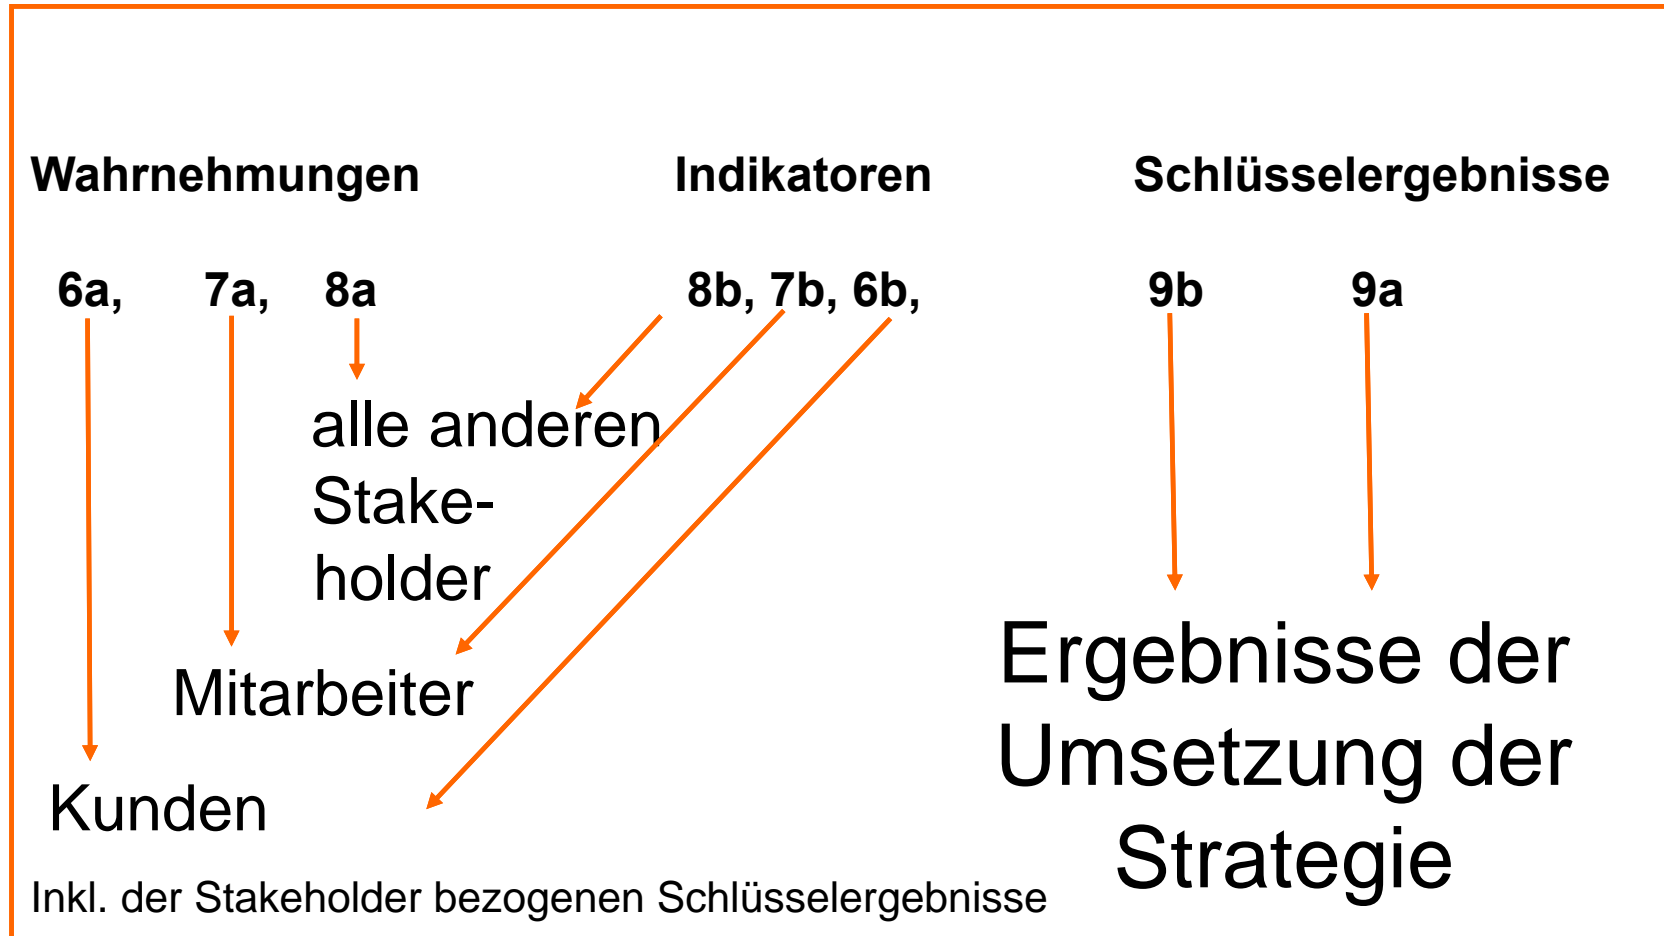 Wahrnehmungen Indikatoren Schlüsselergebnisse
6a, 7a, 8a 8b, 7b, 6b, 9b 9a
alle anderen
Stake-
holder
Mitarbeiter
Kunden
Inkl. der Stakeholder bezogenen Schlüsselergebnisse
Ergebnisse der
Umsetzung der
Strategie